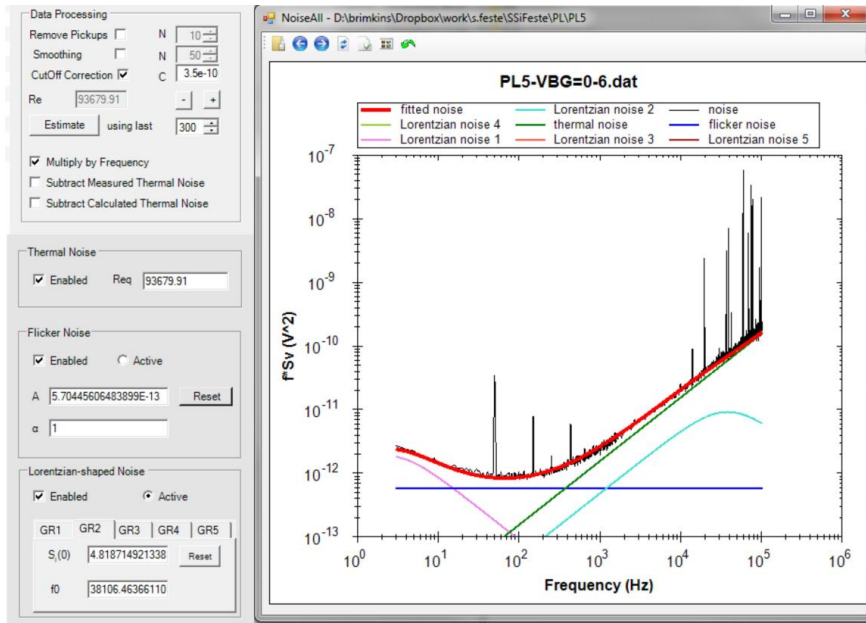 Data Processing
Remove Pickups N 10
Smoothing N 50
CutOff Correction C 3.5e-10
Re 93679.91 - +
Estimate using last 300
Multiply by Frequency
Subtract Measured Thermal Noise
Subtract Calculated Thermal Noise
Thermal Noise
Enabled Req 93679.91
Flicker Noise
Enabled Active
A 5.70445606483899E-13 Reset
α 1
Lorentzian-shaped Noise
Enabled Active
GR1 GR2 GR3 GR4 GR5
S_i(0) 4.818714921338 Reset
f0 38106.46366110
NoiseAll - D:\brimkins\Dropbox\work\s.feste\SSiFeste\PL\PL5
PL5-VBG=0-6.dat
fitted noise Lorentzian noise 2 noise
Lorentzian noise 4 thermal noise flicker noise
Lorentzian noise 1 Lorentzian noise 3 Lorentzian noise 5
f*Sv (V^2)
10^-7
10^-8
10^-9
10^-10
10^-11
10^-12
10^-13
10^0 10^1 10^2 10^3 10^4 10^5 10^6
Frequency (Hz)